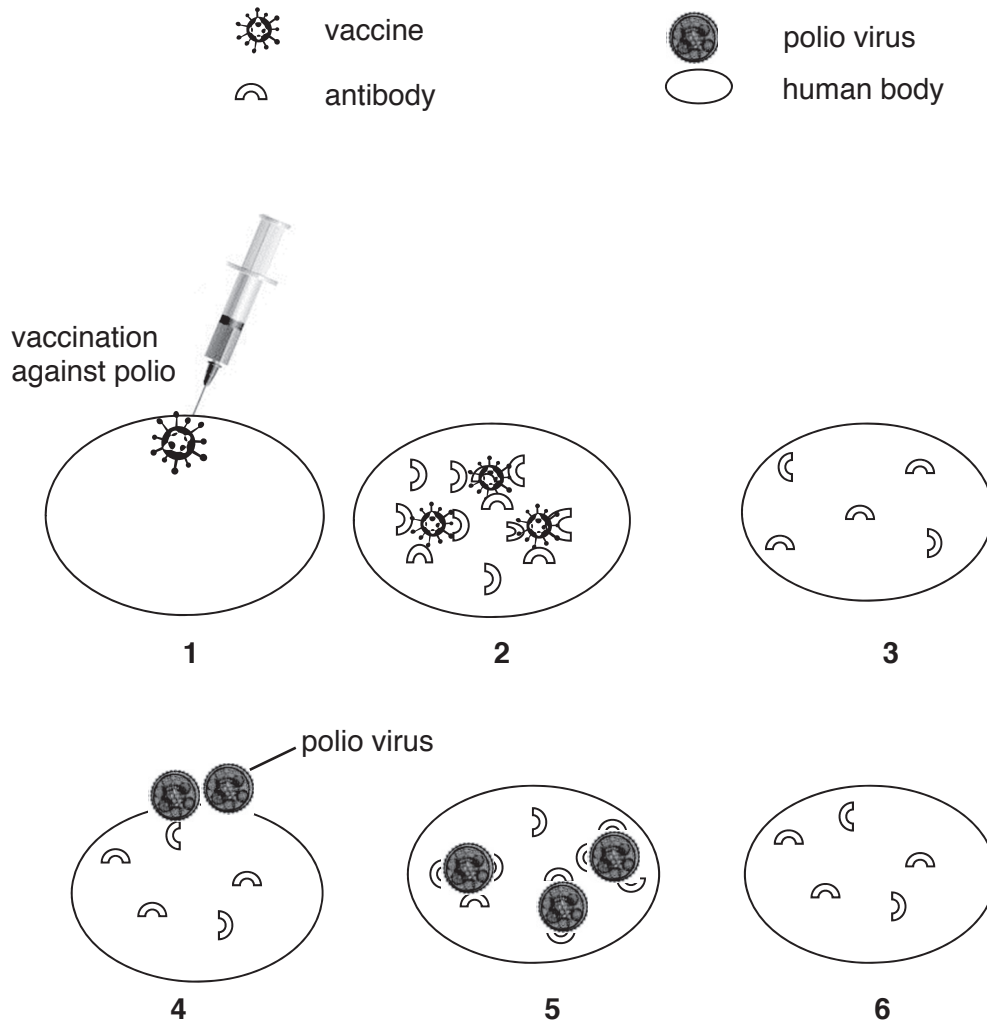 vaccine
polio virus
antibody
human body
vaccination
against polio
1
2
3
polio virus
4
5
6